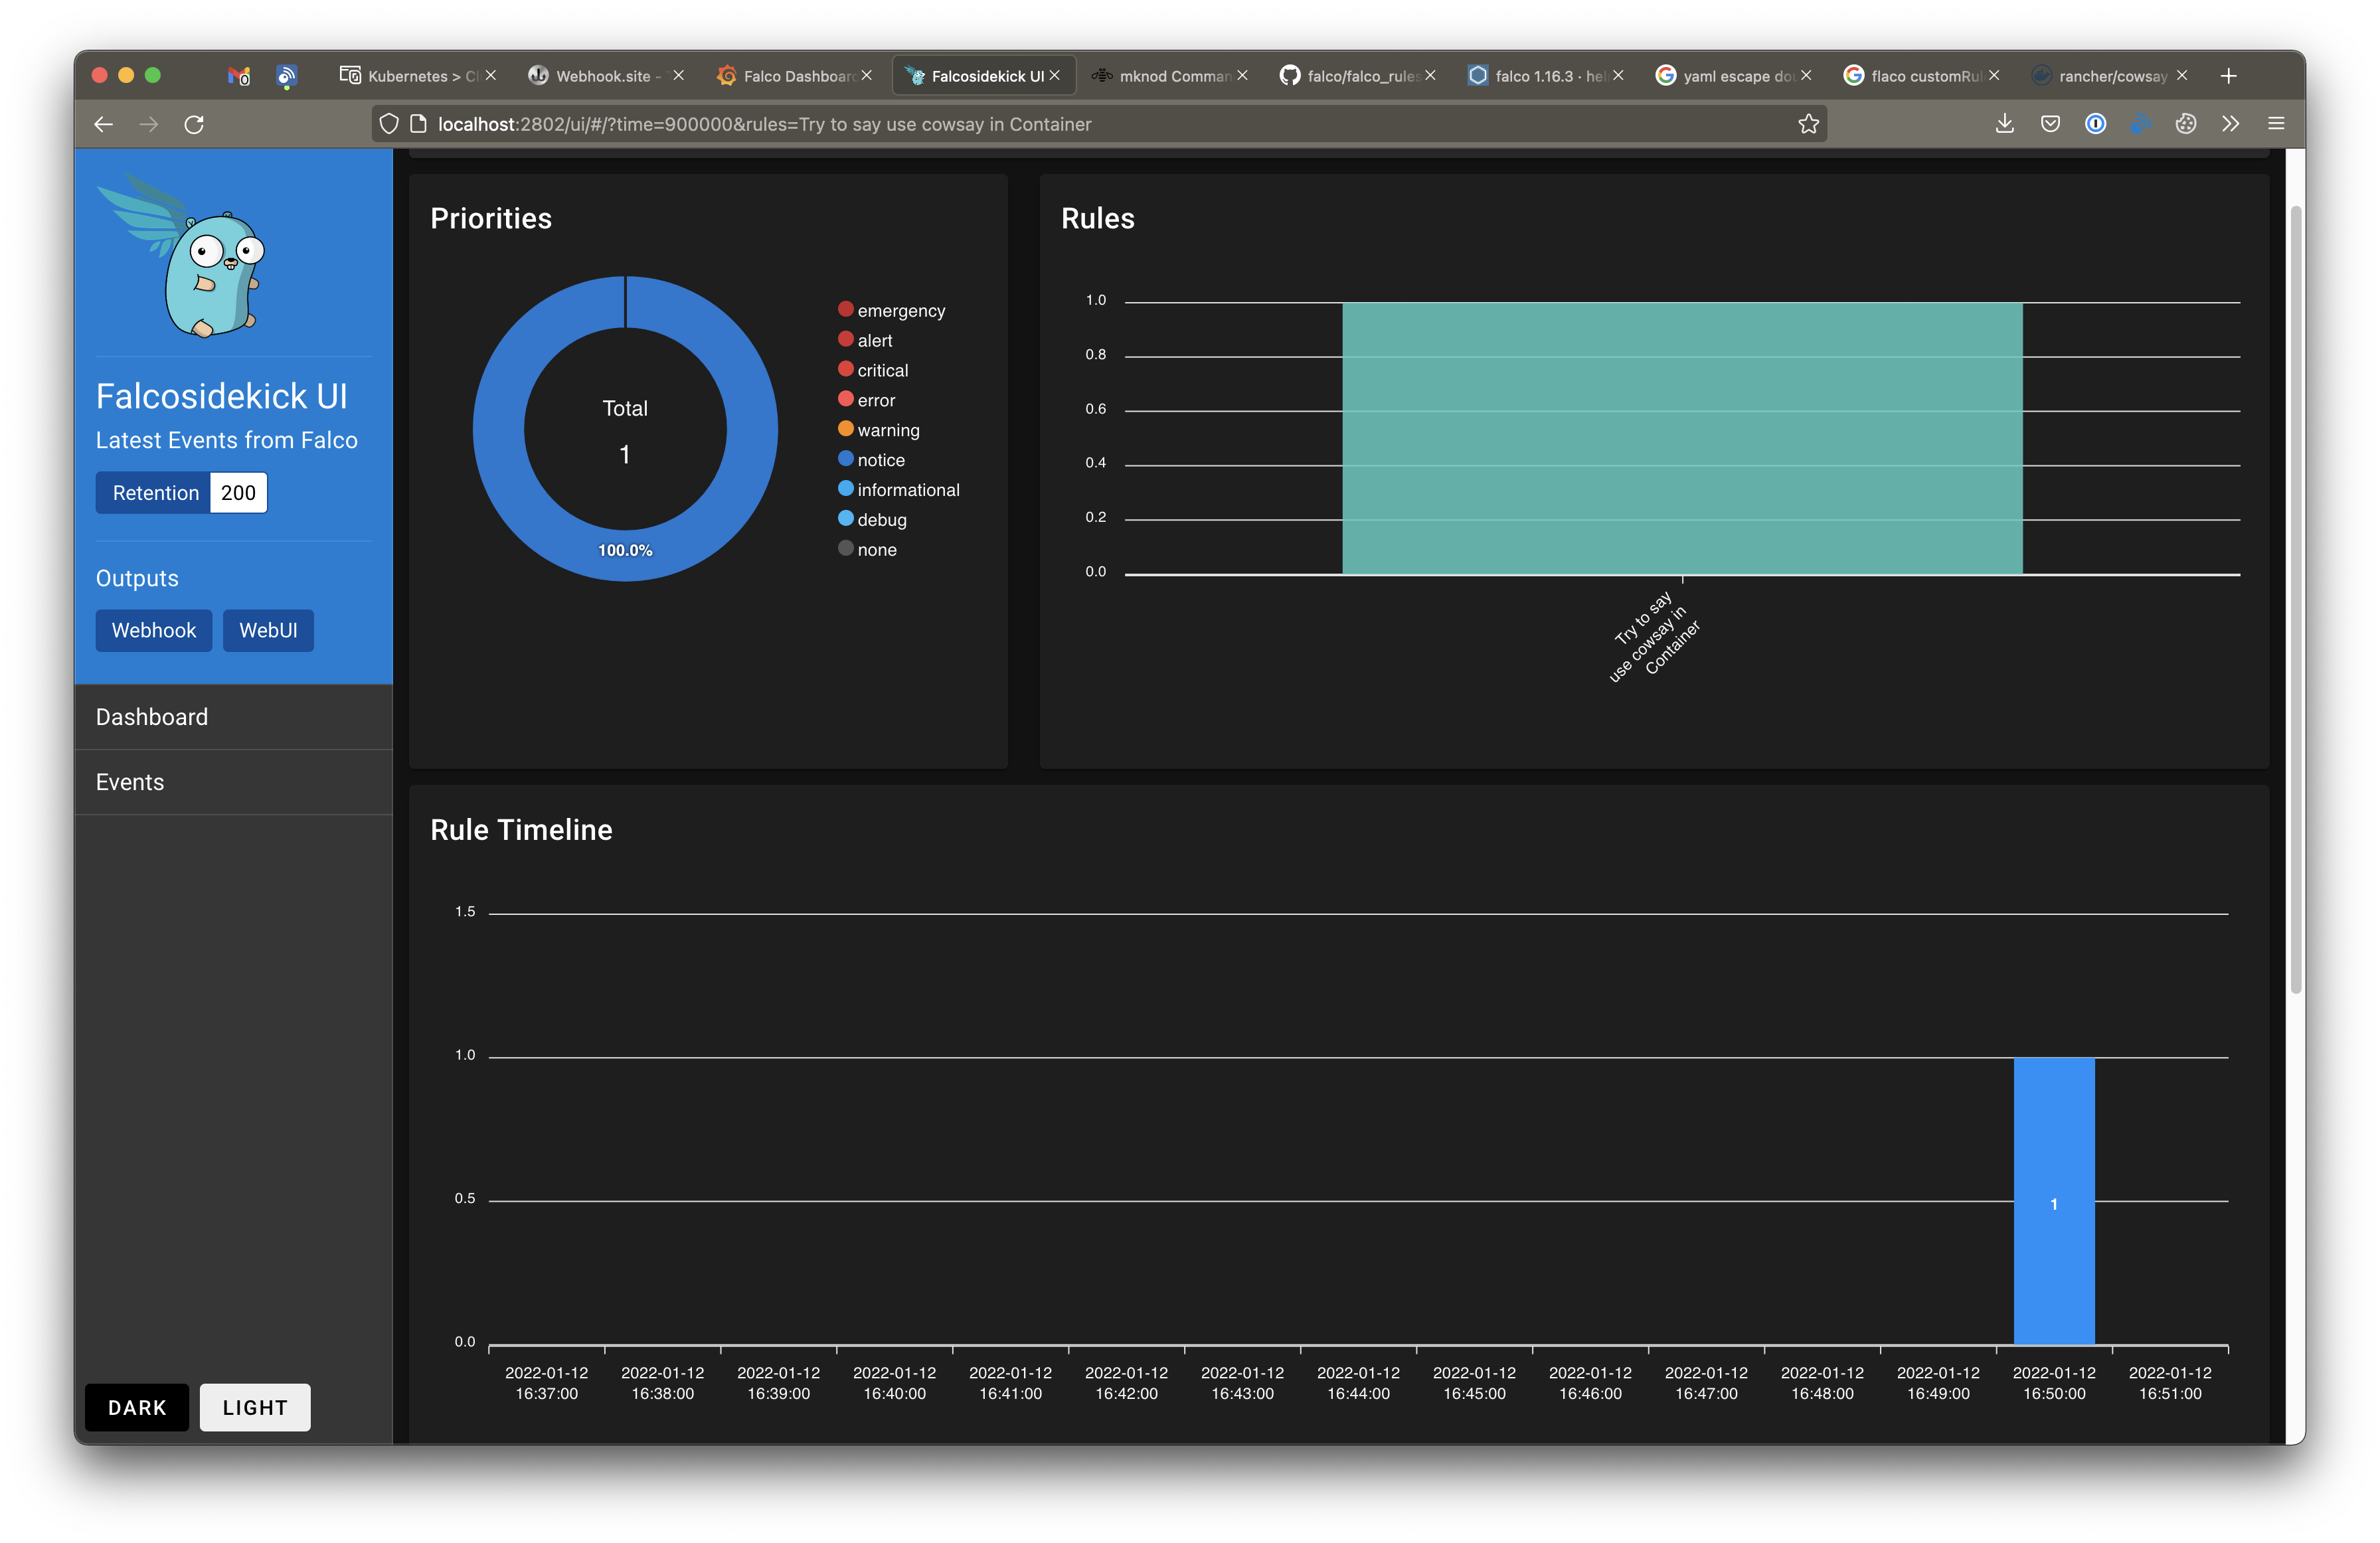 Kubernetes > Cl
Webhook.site -
Falco Dashboar
Falcosidekick UI
mknod Comman
falco/falco_rules
falco 1.16.3 · hel
yaml escape dou
flaco customRul
rancher/cowsay
localhost:2802/ui/#/?time=900000&rules=Try to say use cowsay in Container
Falcosidekick UI
Latest Events from Falco
Retention 200
Outputs
Webhook WebUI
Dashboard
Events
DARK LIGHT
Priorities
Total
1
100.0%
emergency
alert
critical
error
warning
notice
informational
debug
none
Rules
1.0
0.8
0.6
0.4
0.2
0.0
Try to say
use cowsay in
Container
Rule Timeline
1.5
1.0
0.5
0.0
1
2022-01-12 2022-01-12 2022-01-12 2022-01-12 2022-01-12 2022-01-12 2022-01-12 2022-01-12 2022-01-12 2022-01-12 2022-01-12 2022-01-12 2022-01-12 2022-01-12 2022-01-12
16:37:00 16:38:00 16:39:00 16:40:00 16:41:00 16:42:00 16:43:00 16:44:00 16:45:00 16:46:00 16:47:00 16:48:00 16:49:00 16:50:00 16:51:00